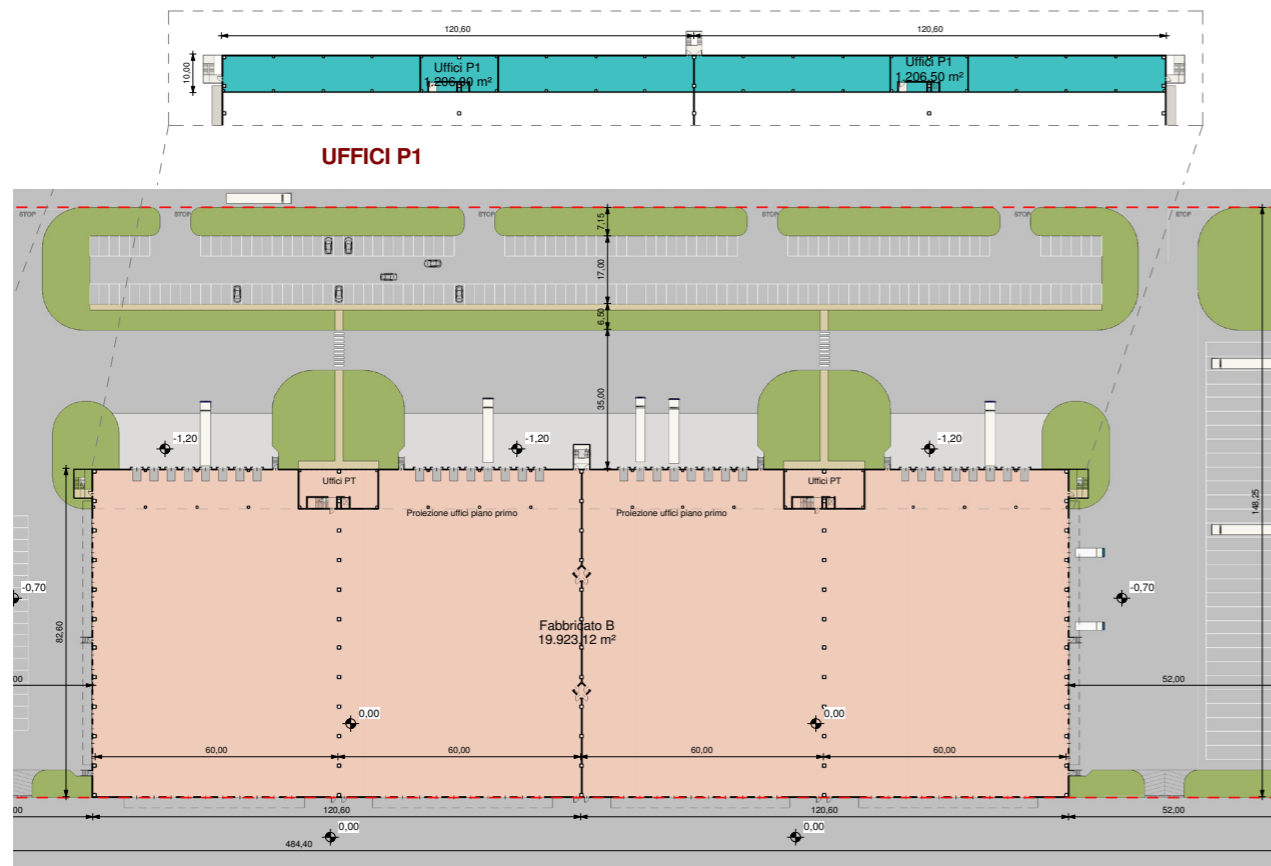 120,60
120,60
10,00
Uffici P1
Uffici P1
1.206,50 m²
UFFICI P1
STOP
STOP
STOP
STOP
STOP
7,15
17,00
6,50
35,00
-1,20
-1,20
-1,20
Uffici PT
Uffici PT
Proiezione uffici piano primo
Proiezione uffici piano primo
148,25
-0,70
-0,70
82,60
Fabbricato B
19.923,12 m²
00
52,00
0,00
0,00
60,00
60,00
60,00
60,00
00
120,60
120,60
52,00
0,00
0,00
484,40